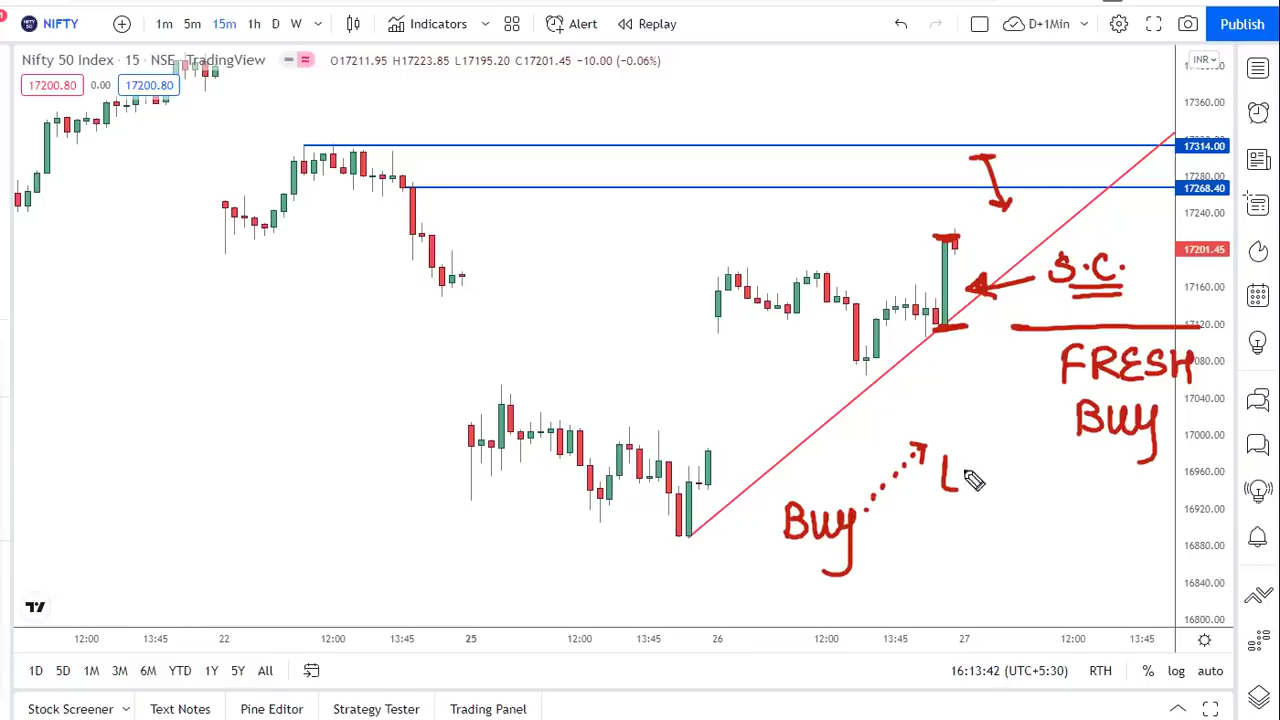 NIFTY 1m 5m 15m 1h D W Indicators Alert Replay D+1Min Publish
Nifty 50 Index · 15 · NSE TradingView O17211.95 H17223.85 L17195.20 C17201.45 −10.00 (−0.06%) INR
17200.80 0.00 17200.80
17360.00
17314.00
17280.00
17268.40
17240.00
17201.45
S.C.
17160.00
17120.00
FRESH
17080.00
BUY
17040.00
17000.00
L
16960.00
Buy
16920.00
16880.00
16840.00
16800.00
12:00 13:45 22 12:00 13:45 25 12:00 13:45 26 12:00 13:45 27 12:00 13:45
1D 5D 1M 3M 6M YTD 1Y 5Y All 16:13:42 (UTC+5:30) RTH % log auto
Stock Screener Text Notes Pine Editor Strategy Tester Trading Panel